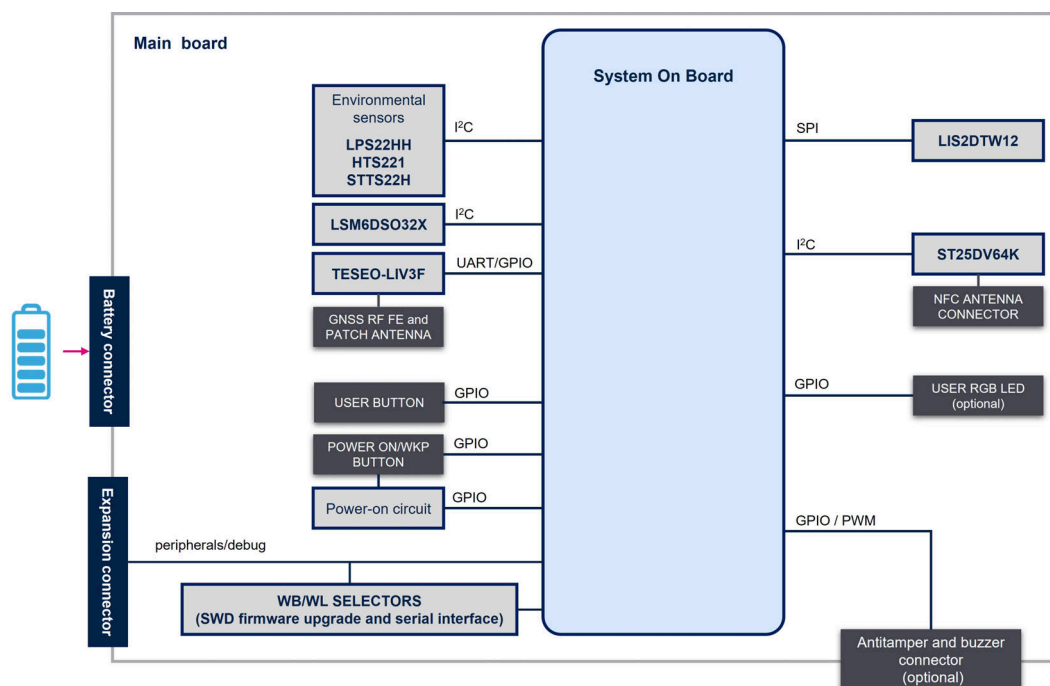 Main board
System On Board
Environmental
sensors
LPS22HH
HTS221
STTS22H
I²C
SPI
LIS2DTW12
LSM6DSO32X
I²C
TESEO-LIV3F
UART/GPIO
I²C
ST25DV64K
GNSS RF FE and
PATCH ANTENNA
NFC ANTENNA
CONNECTOR
Battery connector
USER BUTTON
GPIO
GPIO
USER RGB LED
(optional)
POWER ON/WKP
BUTTON
GPIO
Power-on circuit
GPIO
GPIO / PWM
Expansion connector
peripherals/debug
WB/WL SELECTORS
(SWD firmware upgrade and serial interface)
Antitamper and buzzer
connector
(optional)